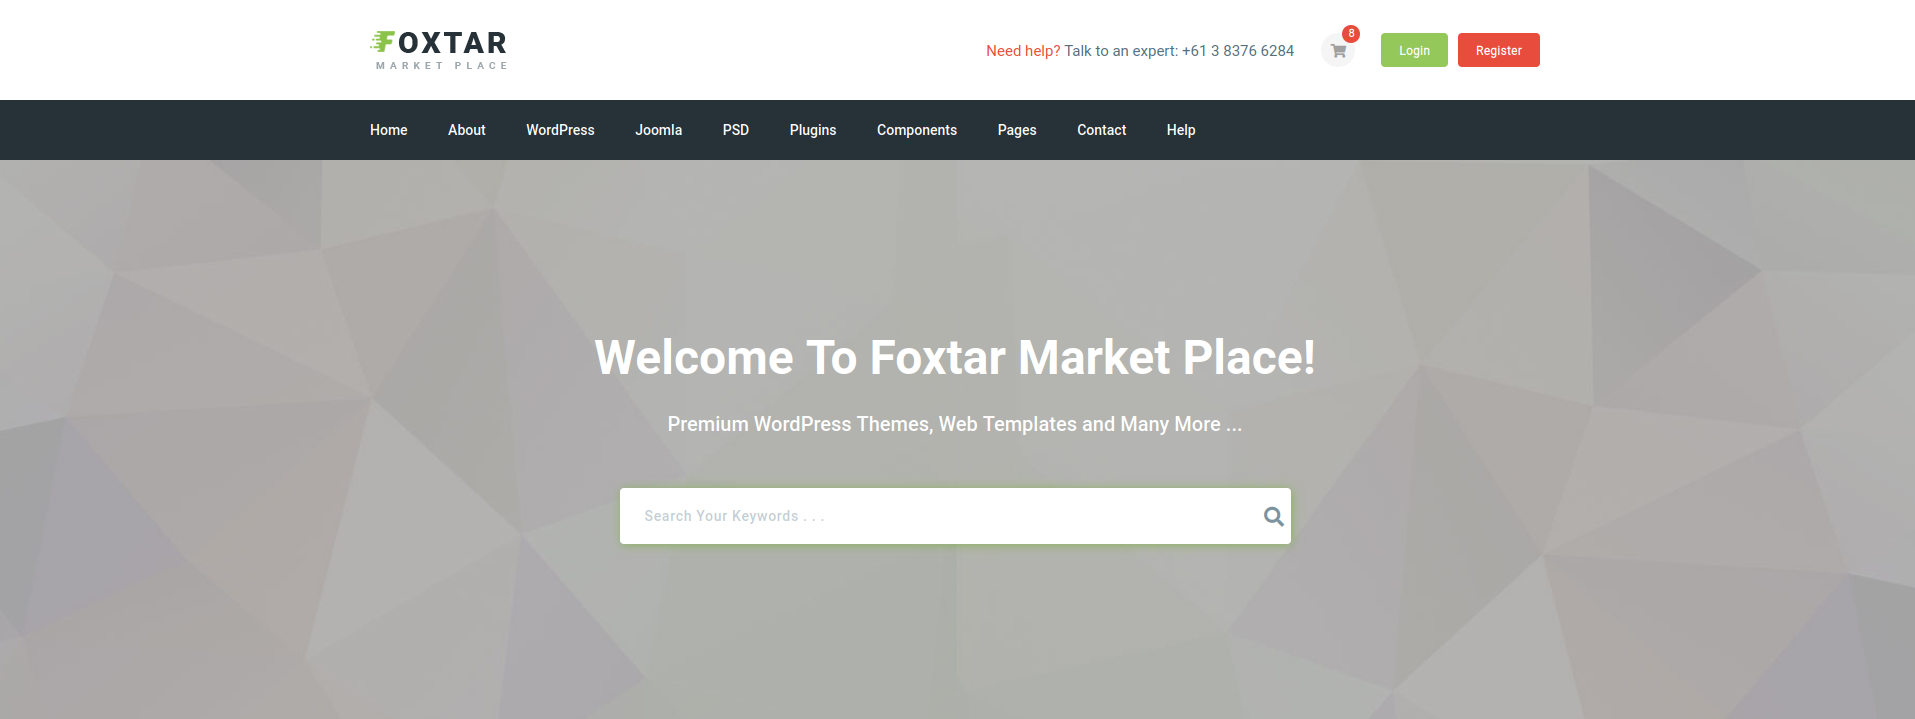 FOXTAR
MARKET PLACE
Need help? Talk to an expert: +61 3 8376 6284
8
Login
Register
Home About WordPress Joomla PSD Plugins Components Pages Contact Help
Welcome To Foxtar Market Place!
Premium WordPress Themes, Web Templates and Many More ...
Search Your Keywords . . .